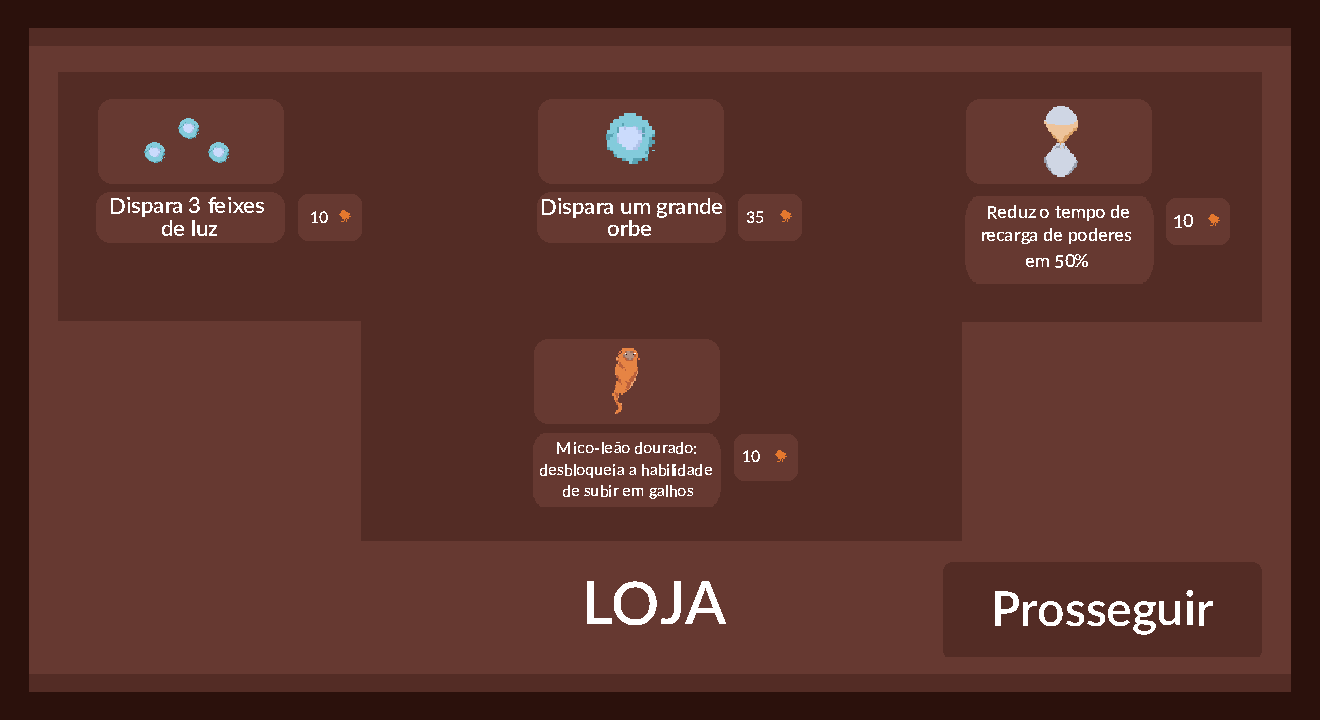 Dispara 3 feixes
de luz
10
Dispara um grande
orbe
35
Reduz o tempo de
recarga de poderes
em 50%
10
Mico-leão dourado:
desbloqueia a habilidade
de subir em galhos
10
LOJA
Prosseguir